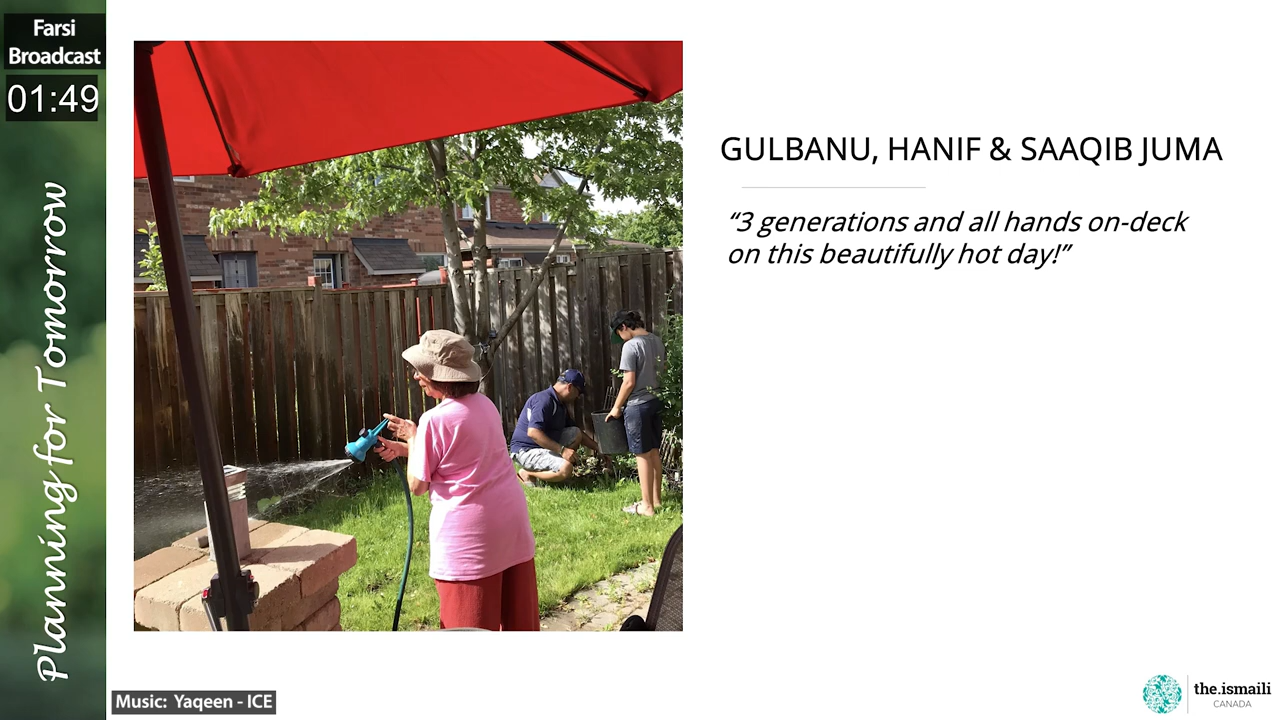 Farsi
Broadcast
01:49
Planning for Tomorrow
GULBANU, HANIF & SAAQIB JUMA
“3 generations and all hands on-deck
on this beautifully hot day!”
Music: Yaqeen - ICE
the.ismaili
CANADA